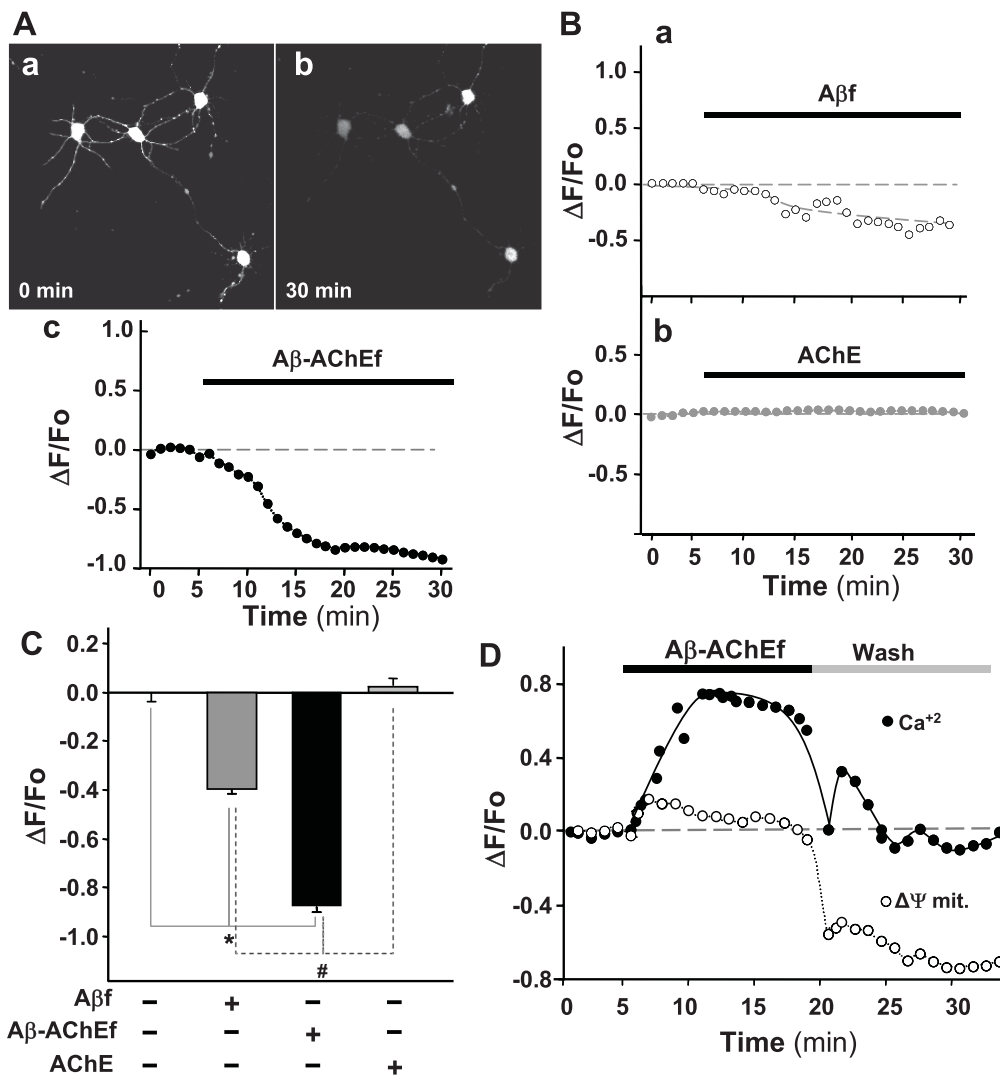 A
a
b
0 min
30 min
c
1.0
0.5
0.0
-0.5
-1.0
ΔF/Fo
Aβ-AChEf
0 5 10 15 20 25 30
Time (min)
B
a
1.0
0.5
0.0
-0.5
ΔF/Fo
Aβf
b
0.5
0.0
-0.5
ΔF/Fo
AChE
0 5 10 15 20 25 30
Time (min)
C
0.2
0.0
-0.2
-0.4
-0.6
-0.8
-1.0
ΔF/Fo
*
#
Aβf − + − −
Aβ-AChEf − − + −
AChE − − − +
D
Aβ-AChEf Wash
0.8
0.4
0.0
-0.4
-0.8
ΔF/Fo
Ca+2
ΔΨ mit.
0 5 10 15 20 25 30
Time (min)